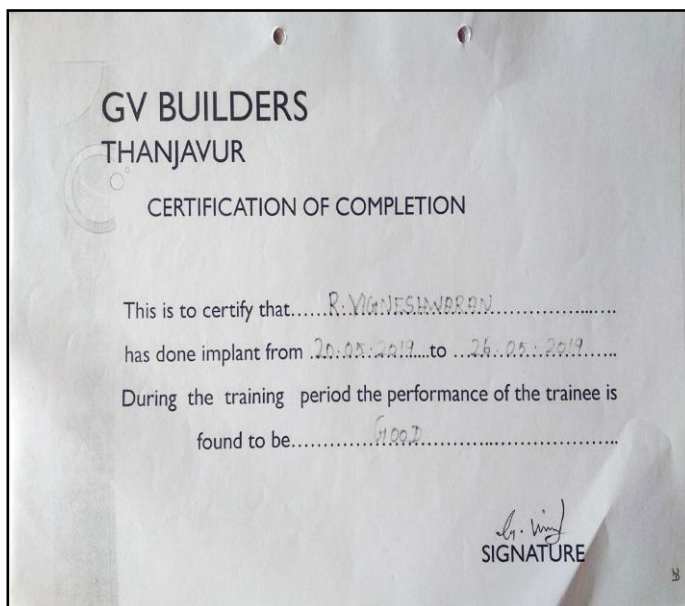 GV BUILDERS
THANJAVUR
CERTIFICATION OF COMPLETION
This is to certify that......R.VIGNESHWARAN..........................
has done implant from .20.05.2019...to ...26.05.2019......
During the training period the performance of the trainee is
found to be............GOOD..................................
SIGNATURE